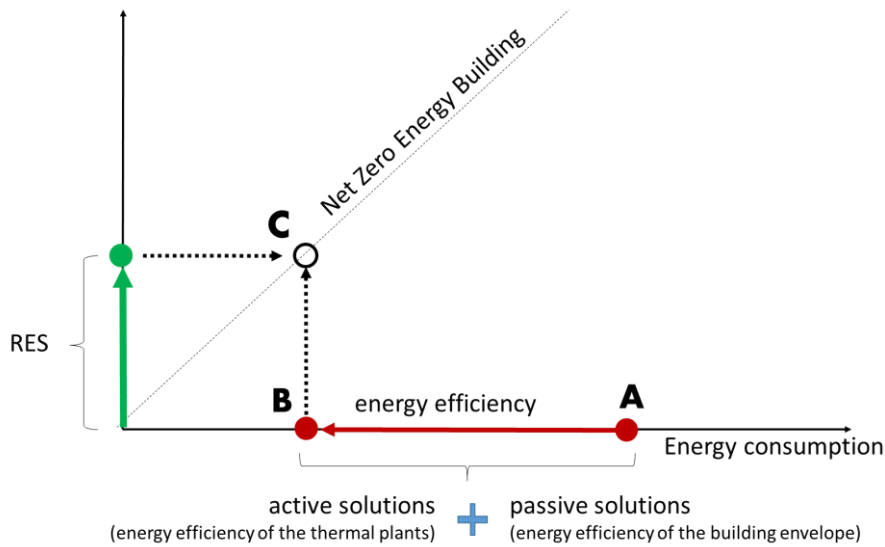 Net Zero Energy Building
C
RES
B
energy efficiency
A
Energy consumption
active solutions
(energy efficiency of the thermal plants)
passive solutions
(energy efficiency of the building envelope)